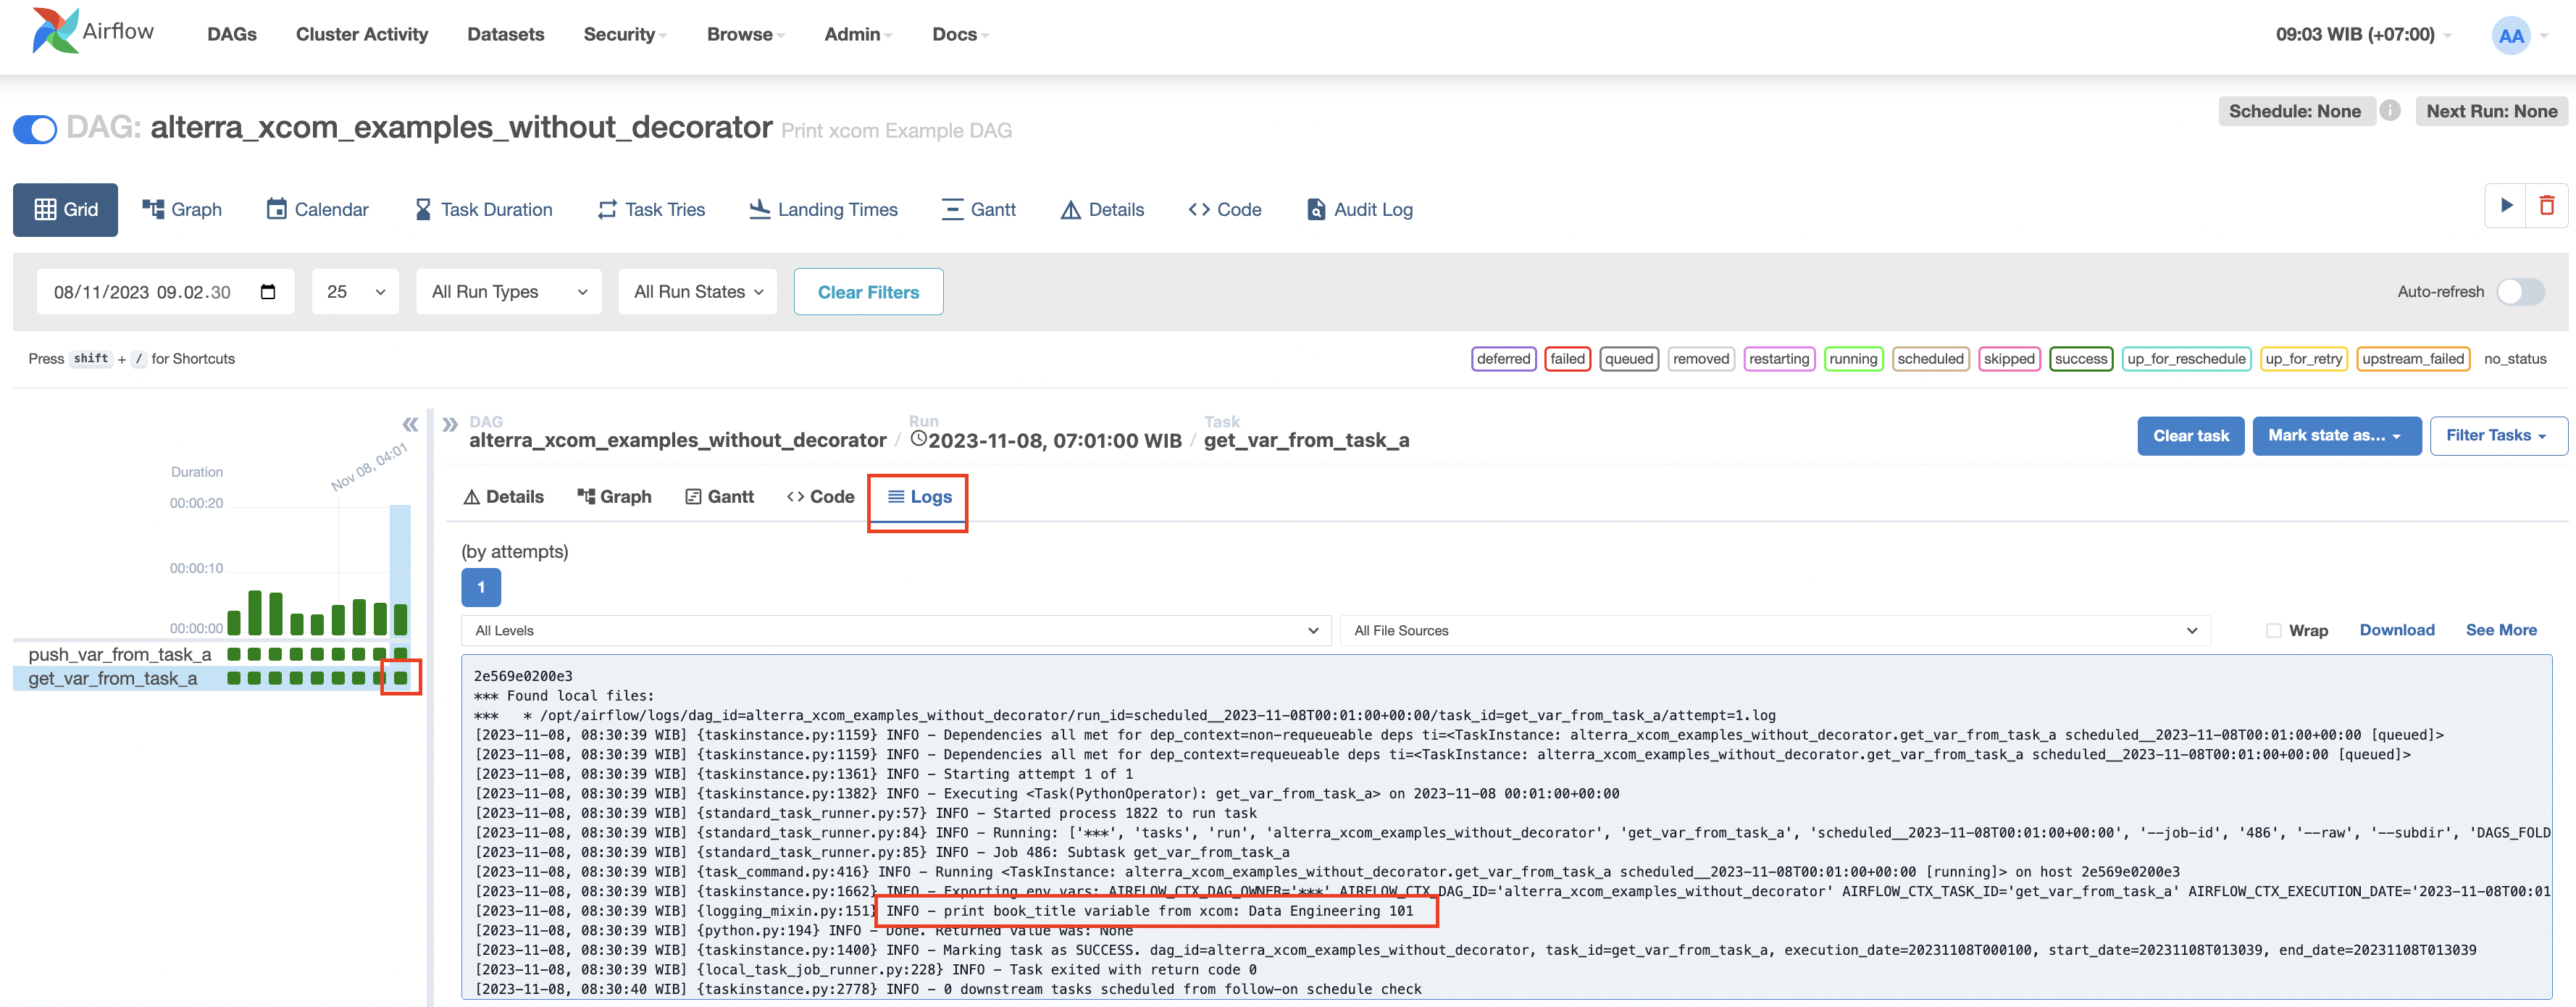 Airflow DAGs Cluster Activity Datasets Security Browse Admin Docs 09:03 WIB (+07:00) AA
DAG: alterra_xcom_examples_without_decorator Print xcom Example DAG
Schedule: None i Next Run: None
Grid Graph Calendar Task Duration Task Tries Landing Times Gantt Details Code Audit Log
08/11/2023 09.02.30 25 All Run Types All Run States Clear Filters Auto-refresh
Press shift + / for Shortcuts
deferred failed queued removed restarting running scheduled skipped success up_for_reschedule up_for_retry upstream_failed no_status
Duration
Nov 08, 04:01
00:00:20
00:00:10
00:00:00
push_var_from_task_a
get_var_from_task_a
DAG Run Task
alterra_xcom_examples_without_decorator / 2023-11-08, 07:01:00 WIB / get_var_from_task_a
Clear task Mark state as... Filter Tasks
Details Graph Gantt Code Logs
(by attempts)
1
All Levels All File Sources Wrap Download See More
2e569e0200e3
*** Found local files:
***   * /opt/airflow/logs/dag_id=alterra_xcom_examples_without_decorator/run_id=scheduled__2023-11-08T00:01:00+00:00/task_id=get_var_from_task_a/attempt=1.log
[2023-11-08, 08:30:39 WIB] {taskinstance.py:1159} INFO - Dependencies all met for dep_context=non-requeueable deps ti=<TaskInstance: alterra_xcom_examples_without_decorator.get_var_from_task_a scheduled__2023-11-08T00:01:00+00:00 [queued]>
[2023-11-08, 08:30:39 WIB] {taskinstance.py:1159} INFO - Dependencies all met for dep_context=requeueable deps ti=<TaskInstance: alterra_xcom_examples_without_decorator.get_var_from_task_a scheduled__2023-11-08T00:01:00+00:00 [queued]>
[2023-11-08, 08:30:39 WIB] {taskinstance.py:1361} INFO - Starting attempt 1 of 1
[2023-11-08, 08:30:39 WIB] {taskinstance.py:1382} INFO - Executing <Task(PythonOperator): get_var_from_task_a> on 2023-11-08 00:01:00+00:00
[2023-11-08, 08:30:39 WIB] {standard_task_runner.py:57} INFO - Started process 1822 to run task
[2023-11-08, 08:30:39 WIB] {standard_task_runner.py:84} INFO - Running: ['***', 'tasks', 'run', 'alterra_xcom_examples_without_decorator', 'get_var_from_task_a', 'scheduled__2023-11-08T00:01:00+00:00', '--job-id', '486', '--raw', '--subdir', 'DAGS_FOLD
[2023-11-08, 08:30:39 WIB] {standard_task_runner.py:85} INFO - Job 486: Subtask get_var_from_task_a
[2023-11-08, 08:30:39 WIB] {task_command.py:416} INFO - Running <TaskInstance: alterra_xcom_examples_without_decorator.get_var_from_task_a scheduled__2023-11-08T00:01:00+00:00 [running]> on host 2e569e0200e3
[2023-11-08, 08:30:39 WIB] {taskinstance.py:1662} INFO - Exporting env vars: AIRFLOW_CTX_DAG_OWNER='***' AIRFLOW_CTX_DAG_ID='alterra_xcom_examples_without_decorator' AIRFLOW_CTX_TASK_ID='get_var_from_task_a' AIRFLOW_CTX_EXECUTION_DATE='2023-11-08T00:01
[2023-11-08, 08:30:39 WIB] {logging_mixin.py:151} INFO - print book_title variable from xcom: Data Engineering 101
[2023-11-08, 08:30:39 WIB] {python.py:194} INFO - Done. Returned value was: None
[2023-11-08, 08:30:39 WIB] {taskinstance.py:1400} INFO - Marking task as SUCCESS. dag_id=alterra_xcom_examples_without_decorator, task_id=get_var_from_task_a, execution_date=20231108T000100, start_date=20231108T013039, end_date=20231108T013039
[2023-11-08, 08:30:39 WIB] {local_task_job_runner.py:228} INFO - Task exited with return code 0
[2023-11-08, 08:30:40 WIB] {taskinstance.py:2778} INFO - 0 downstream tasks scheduled from follow-on schedule check